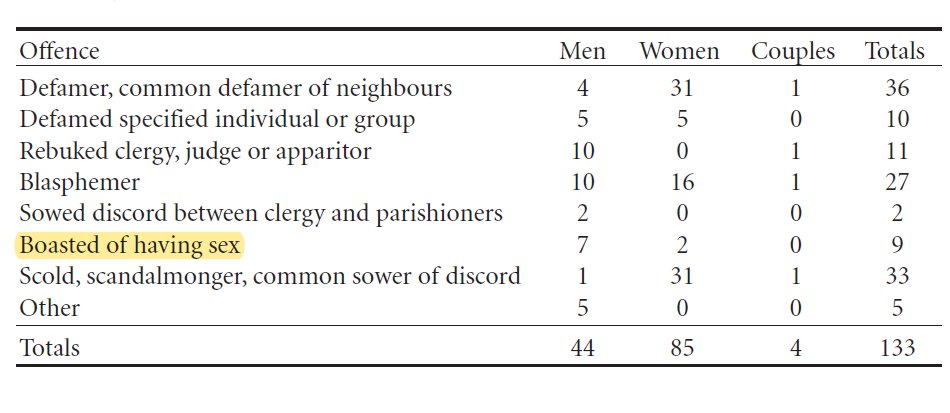 Offence Men Women Couples Totals
Defamer, common defamer of neighbours 4 31 1 36
Defamed specified individual or group 5 5 0 10
Rebuked clergy, judge or apparitor 10 0 1 11
Blasphemer 10 16 1 27
Sowed discord between clergy and parishioners 2 0 0 2
Boasted of having sex 7 2 0 9
Scold, scandalmonger, common sower of discord 1 31 1 33
Other 5 0 0 5
Totals 44 85 4 133